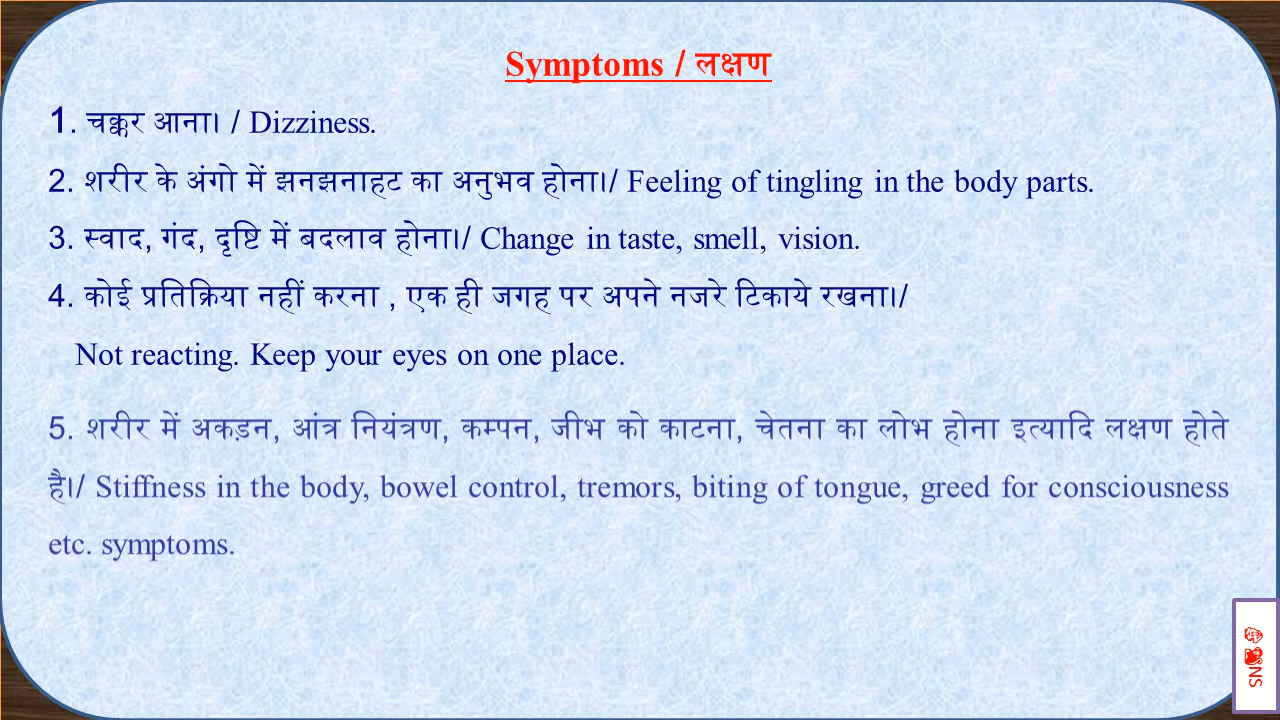 Symptoms / लक्षण
1. चक्कर आना। / Dizziness.
2. शरीर के अंगो में झनझनाहट का अनुभव होना।/ Feeling of tingling in the body parts.
3. स्वाद, गंद, दृष्टि में बदलाव होना।/ Change in taste, smell, vision.
4. कोई प्रतिक्रिया नहीं करना , एक ही जगह पर अपने नजरे टिकाये रखना।/
Not reacting. Keep your eyes on one place.
5. शरीर में अकड़न, आंत्र नियंत्रण, कम्पन, जीभ को काटना, चेतना का लोभ होना इत्यादि लक्षण होते
है।/ Stiffness in the body, bowel control, tremors, biting of tongue, greed for consciousness
etc. symptoms.
NS